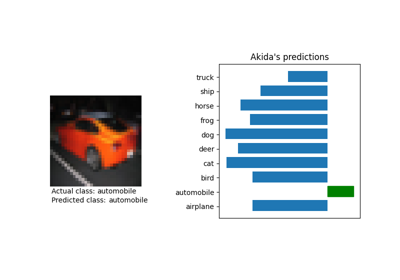 Akida's predictions
truck
ship
horse
frog
dog
deer
cat
bird
automobile
airplane
Actual class: automobile
Predicted class: automobile